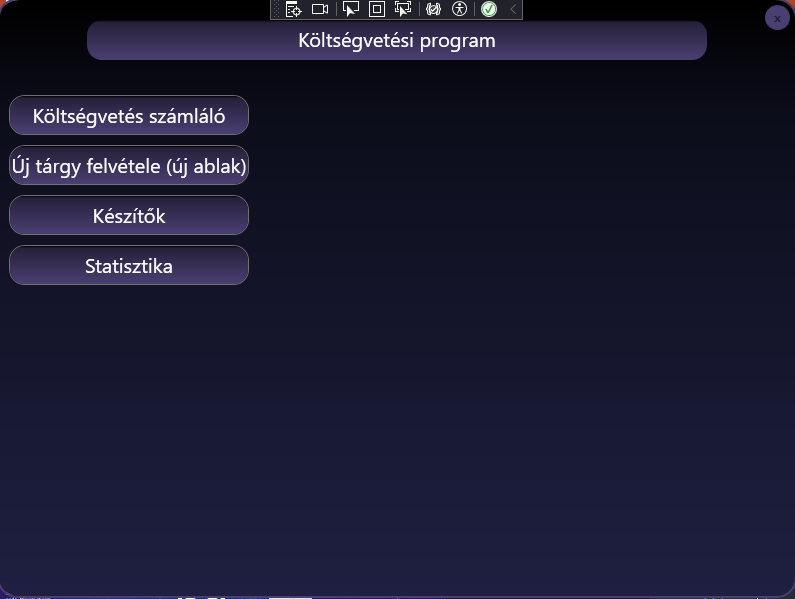 x
Költségvetési program
Költségvetés számláló
Új tárgy felvétele (új ablak)
Készítők
Statisztika